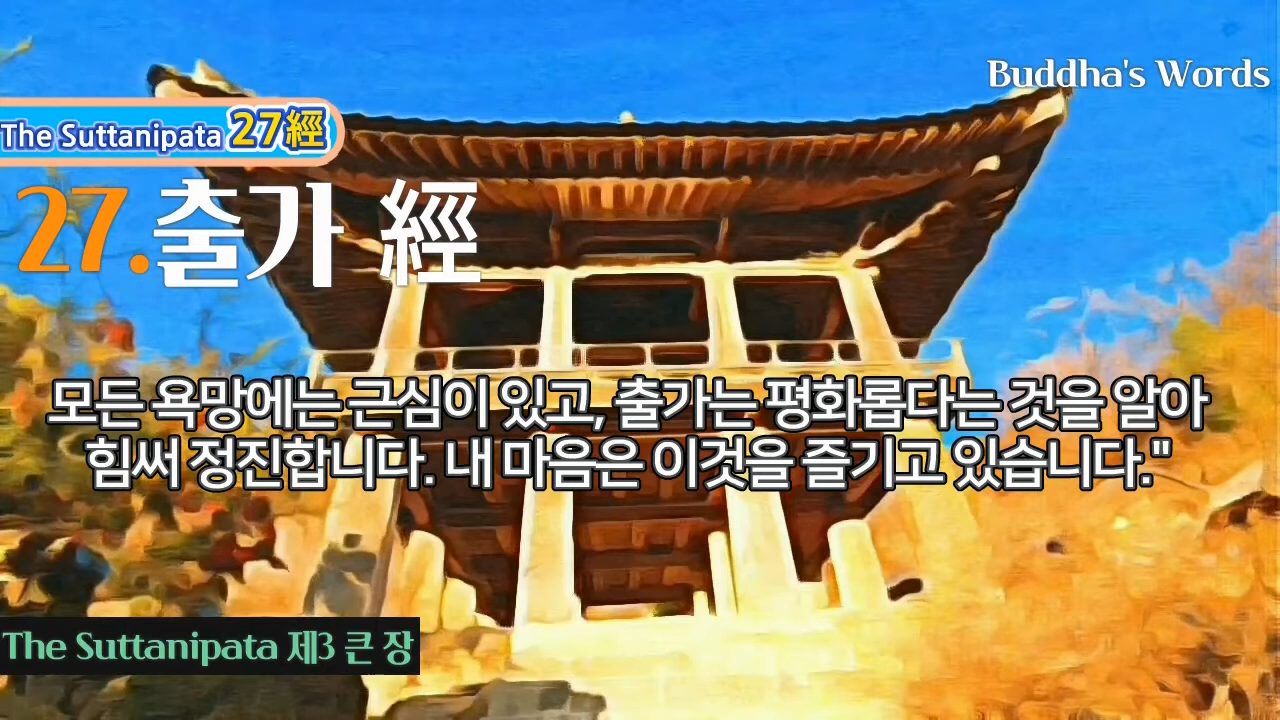 Buddha's Words
The Suttanipata 27經
27.출가 經
모든 욕망에는 근심이 있고, 출가는 평화롭다는 것을 알아
힘써 정진합니다. 내 마음은 이것을 즐기고 있습니다."
The Suttanipata 제3 큰 장